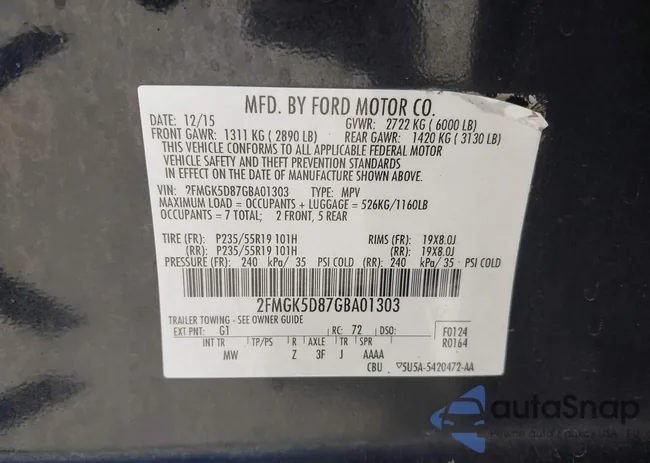 MFD. BY FORD MOTOR CO.
DATE: 12/15 GVWR: 2722 KG ( 6000 LB)
FRONT GAWR: 1311 KG ( 2890 LB) REAR GAWR: 1420 KG ( 3130 LB)
THIS VEHICLE CONFORMS TO ALL APPLICABLE FEDERAL MOTOR
VEHICLE SAFETY AND THEFT PREVENTION STANDARDS
IN EFFECT ON THE DATE OF MANUFACTURE SHOWN ABOVE.
VIN: 2FMGK5D87GBA01303 TYPE: MPV
MAXIMUM LOAD = OCCUPANTS + LUGGAGE = 526KG/1160LB
OCCUPANTS = 7 TOTAL; 2 FRONT, 5 REAR
TIRE (FR): P235/55R19 101H RIMS (FR): 19X8.0J
(RR): P235/55R19 101H (RR): 19X8.0J
PRESSURE (FR): 240 kPa/ 35 PSI COLD (RR): 240 kPa/ 35 PSI COLD
2FMGK5D87GBA01303
TRAILER TOWING - SEE OWNER GUIDE
EXT PNT: G1 RC: 72 DSO: F0124
INT TR TP/PS R AXLE TR SPR R0164
MW Z 3F J AAAA
CBU ▽5U5A-5420472-AA
autoSnap